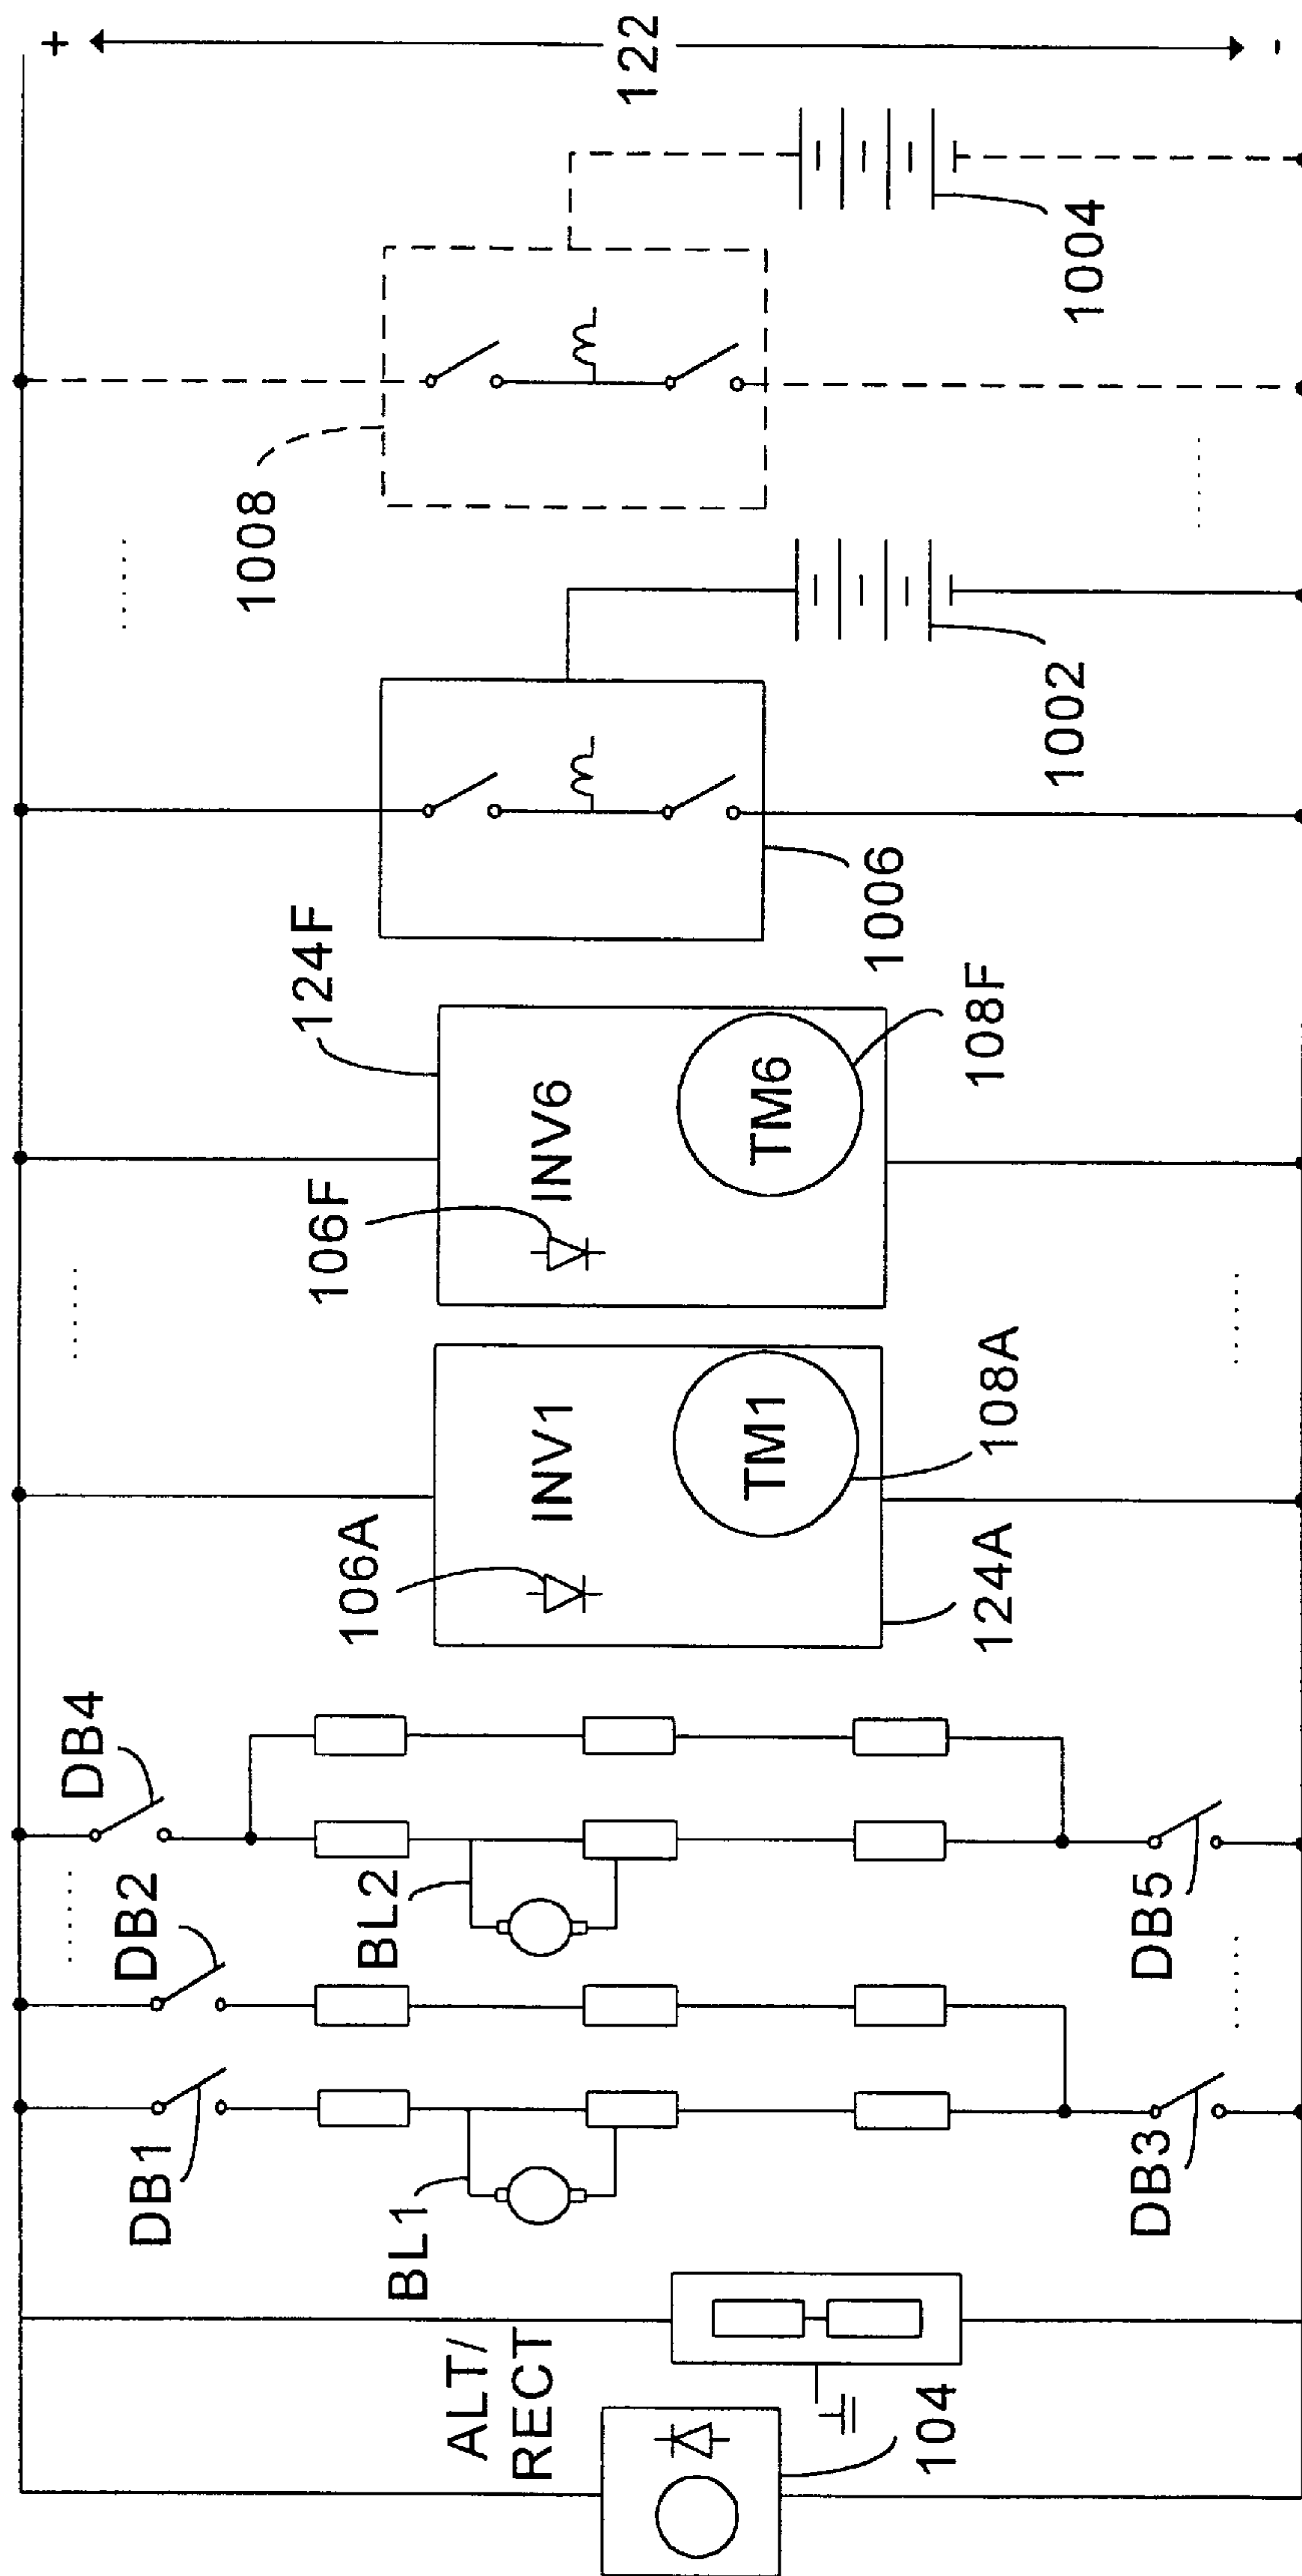 ALT/
RECT
104
DB1
BL1
DB3
DB2
BL2
DB4
DB5
106A
INV1
TM1
108A
124A
106F
124F
INV6
TM6
108F
1006
1002
1008
1004
+
122
-